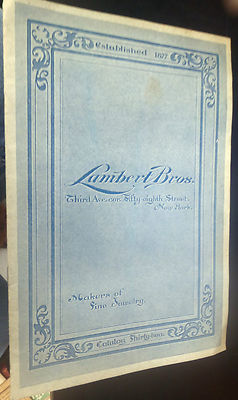 Established 1877
Lambert Bros.
Third Ave. cor. Fifty eighth Street.
New York.
Makers of
Fine Jewelry.
Catalog Thirty-two.